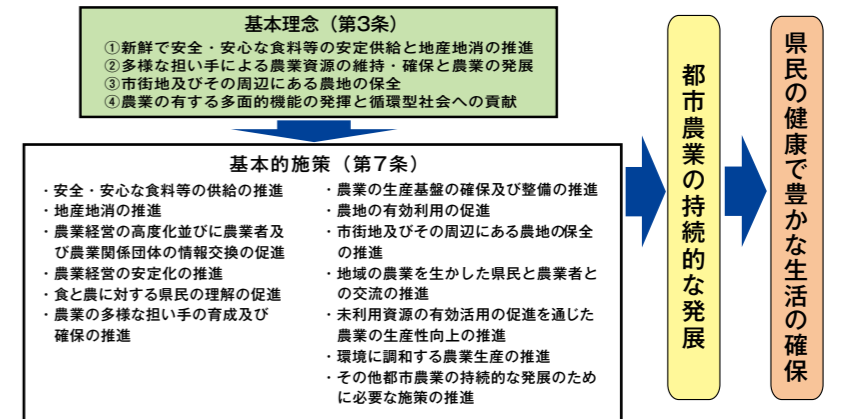 基本理念（第3条）
①新鮮で安全・安心な食料等の安定供給と地産地消の推進
②多様な担い手による農業資源の維持・確保と農業の発展
③市街地及びその周辺にある農地の保全
④農業の有する多面的機能の発揮と循環型社会への貢献
基本的施策（第7条）
・安全・安心な食料等の供給の推進
・地産地消の推進
・農業経営の高度化並びに農業者及
び農業関係団体の情報交換の促進
・農業経営の安定化の推進
・食と農に対する県民の理解の促進
・農業の多様な担い手の育成及び
確保の推進
・農業の生産基盤の確保及び整備の推進
・農地の有効利用の促進
・市街地及びその周辺にある農地の保全
の推進
・地域の農業を生かした県民と農業者と
の交流の推進
・未利用資源の有効活用の促進を通じた
農業の生産性向上の推進
・環境に調和する農業生産の推進
・その他都市農業の持続的な発展のため
に必要な施策の推進
都市農業の持続的な発展
県民の健康で豊かな生活の確保